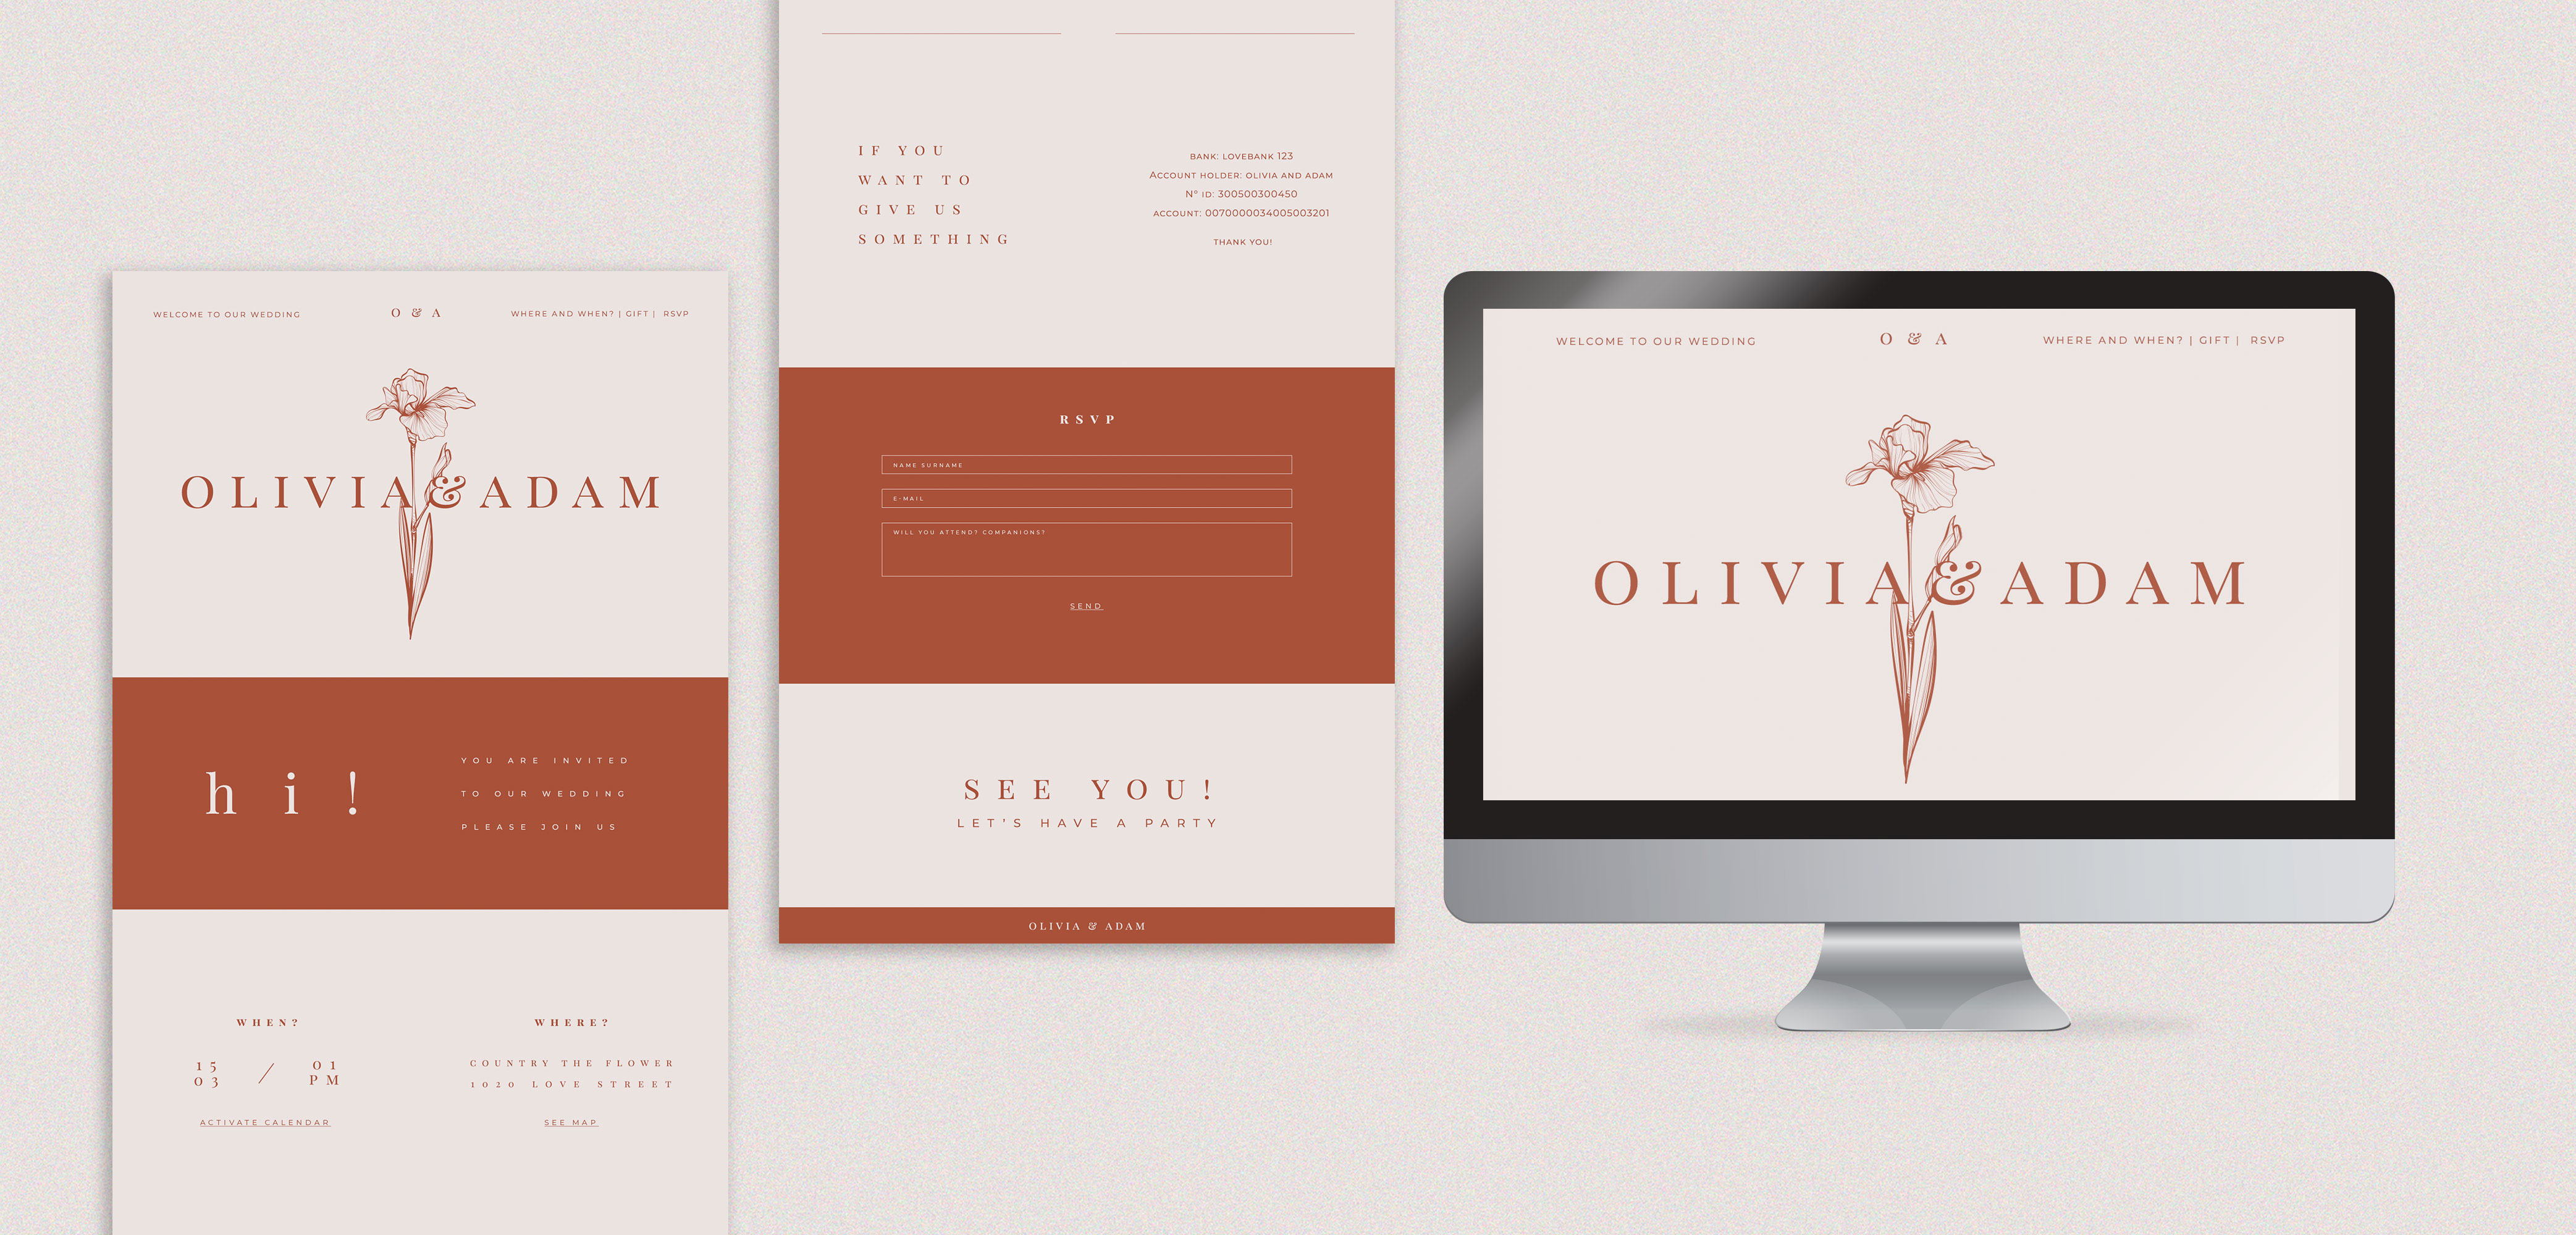 WELCOME TO OUR WEDDING
O & A
WHERE AND WHEN? | GIFT | RSVP
OLIVIA & ADAM
hi!
YOU ARE INVITED
TO OUR WEDDING
PLEASE JOIN US
WHEN?
15
03
/
01
PM
ACTIVATE CALENDAR
WHERE?
COUNTRY THE FLOWER
1020 LOVE STREET
SEE MAP
IF YOU
WANT TO
GIVE US
SOMETHING
BANK: LOVEBANK 123
ACCOUNT HOLDER: OLIVIA AND ADAM
Nº ID: 300500300450
ACCOUNT: 0070000034005003201
THANK YOU!
RSVP
NAME SURNAME
E-MAIL
WILL YOU ATTEND? COMPANIONS?
SEND
SEE YOU!
LET'S HAVE A PARTY
OLIVIA & ADAM
WELCOME TO OUR WEDDING
O & A
WHERE AND WHEN? | GIFT | RSVP
OLIVIA & ADAM